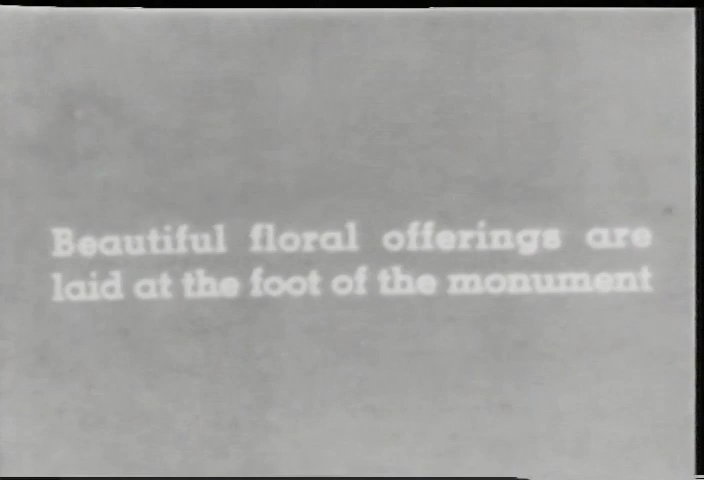 Beautiful floral offerings are
laid at the foot of the monument